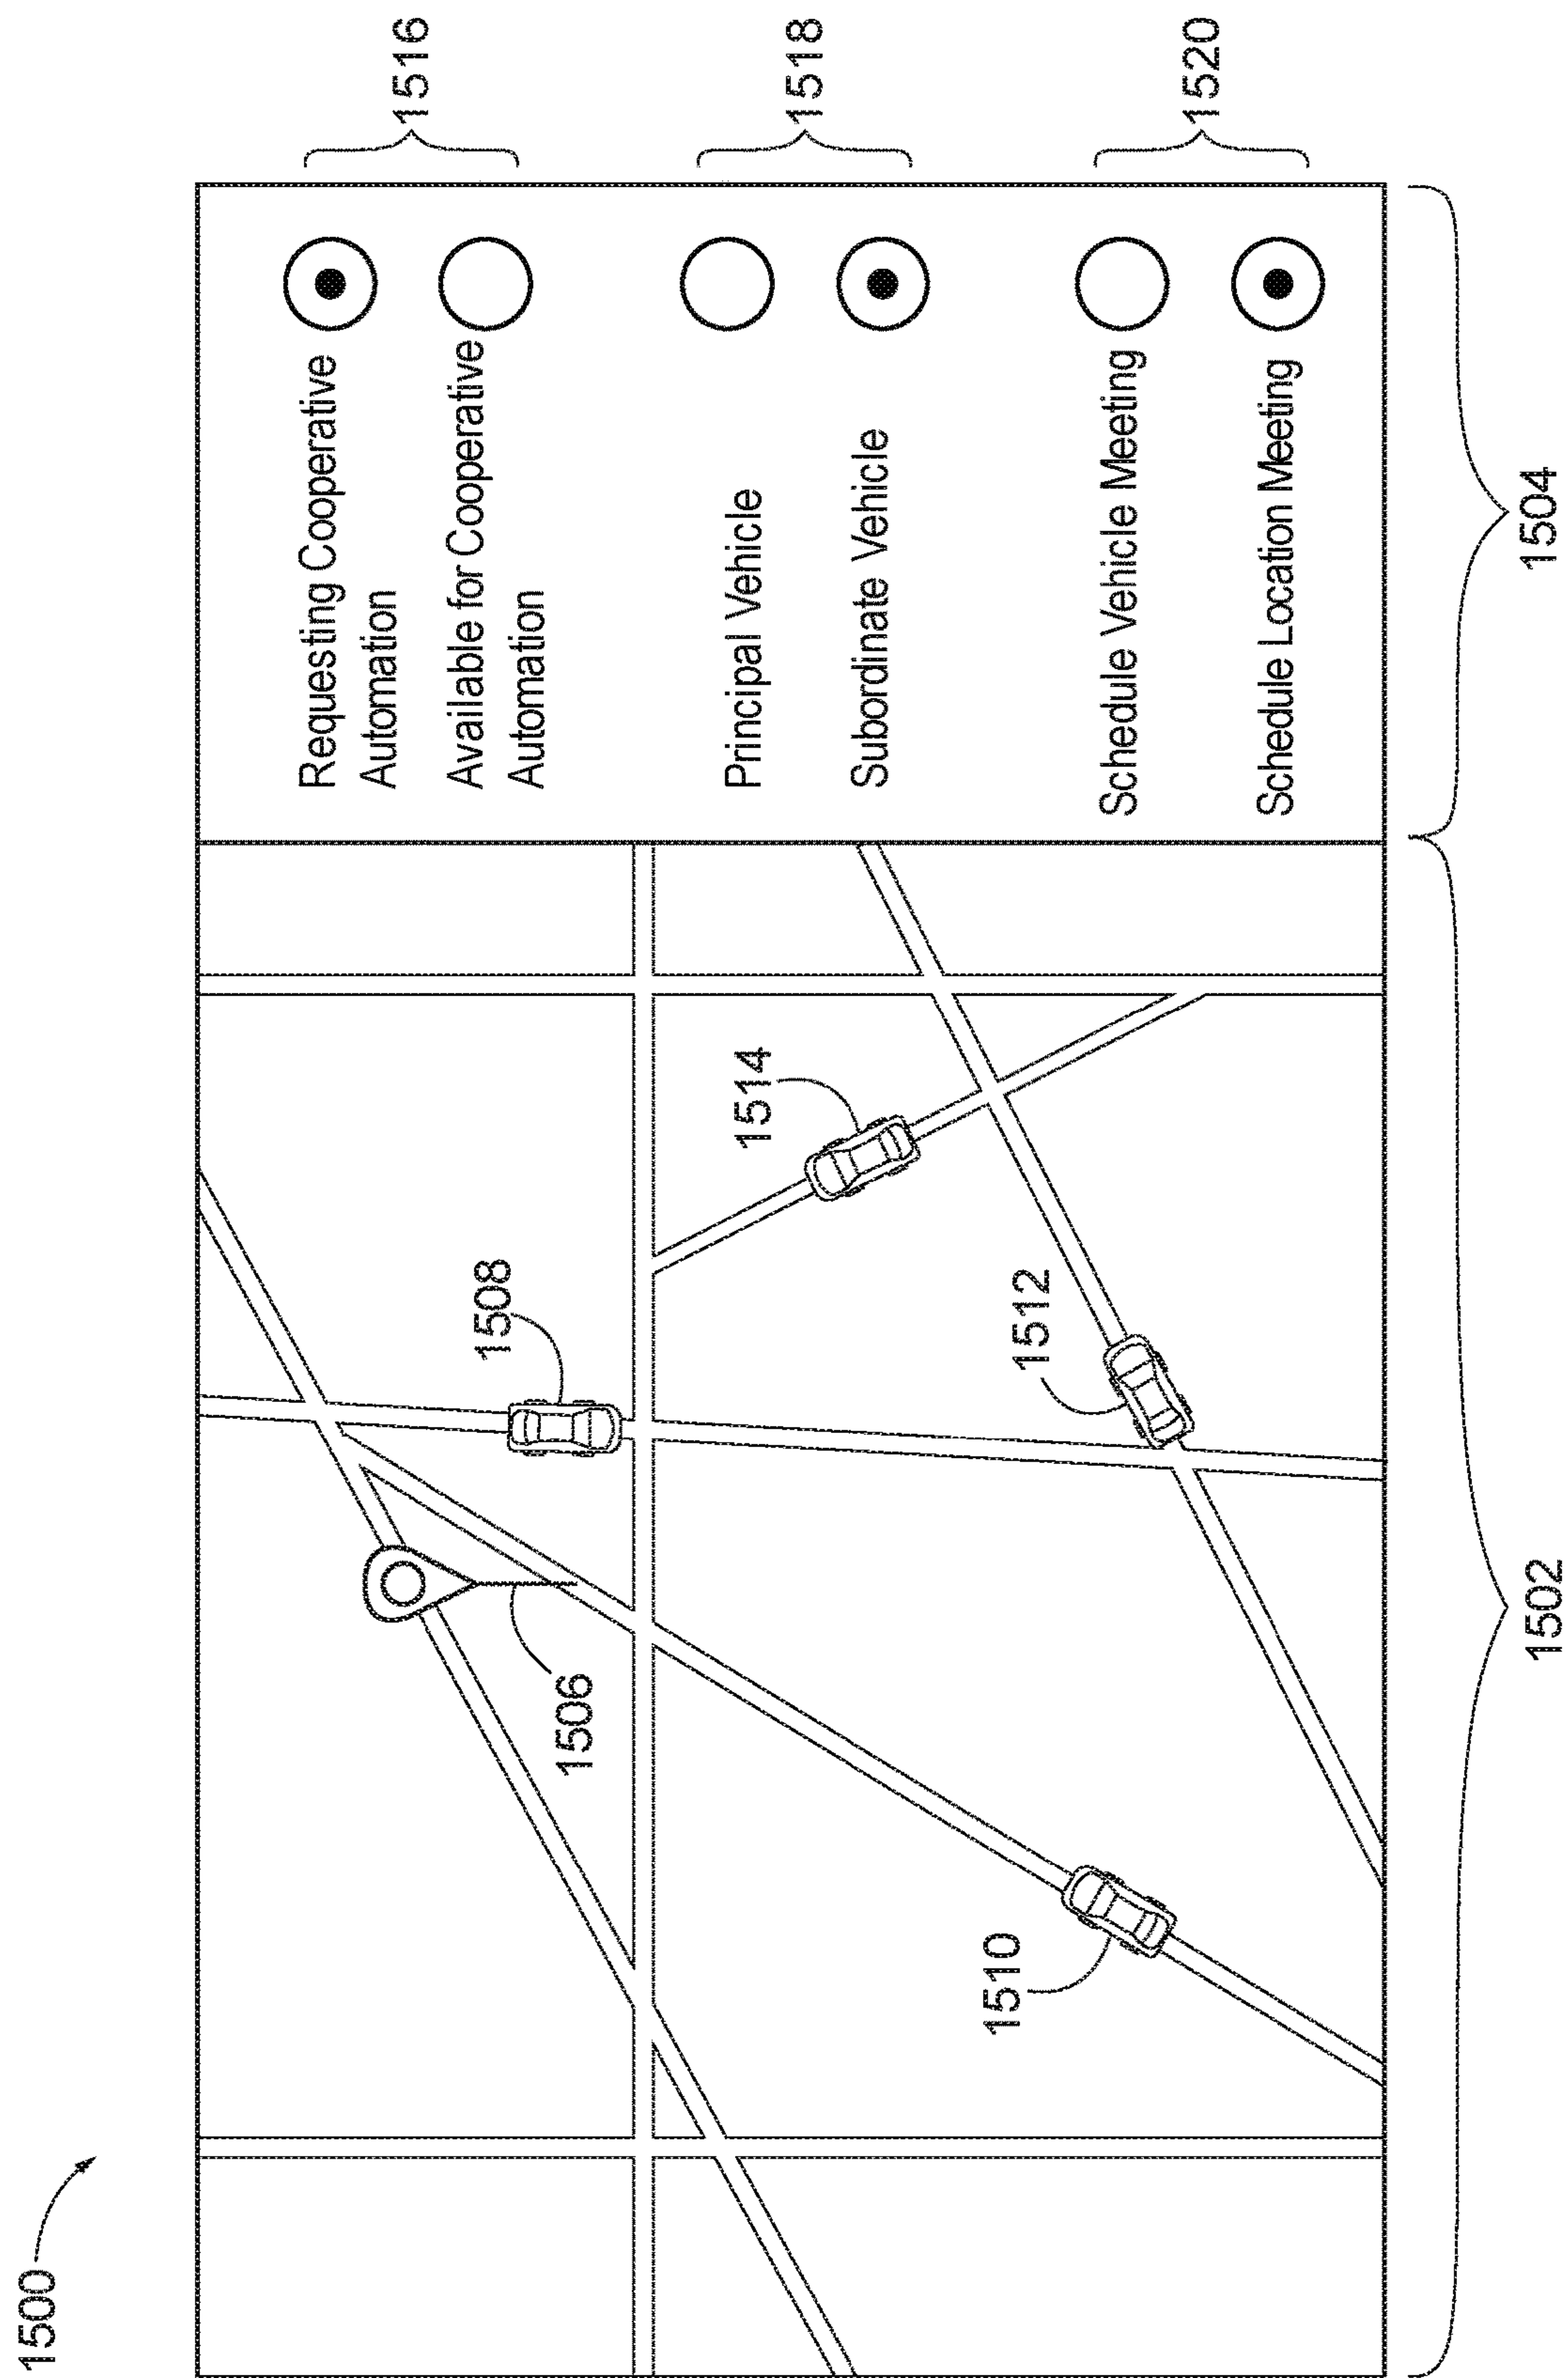 1500
1516
Requesting Cooperative
Automation
Available for Cooperative
Automation
1518
Principal Vehicle
Subordinate Vehicle
1520
Schedule Vehicle Meeting
Schedule Location Meeting
1508
1506
1514
1512
1510
1502
1504